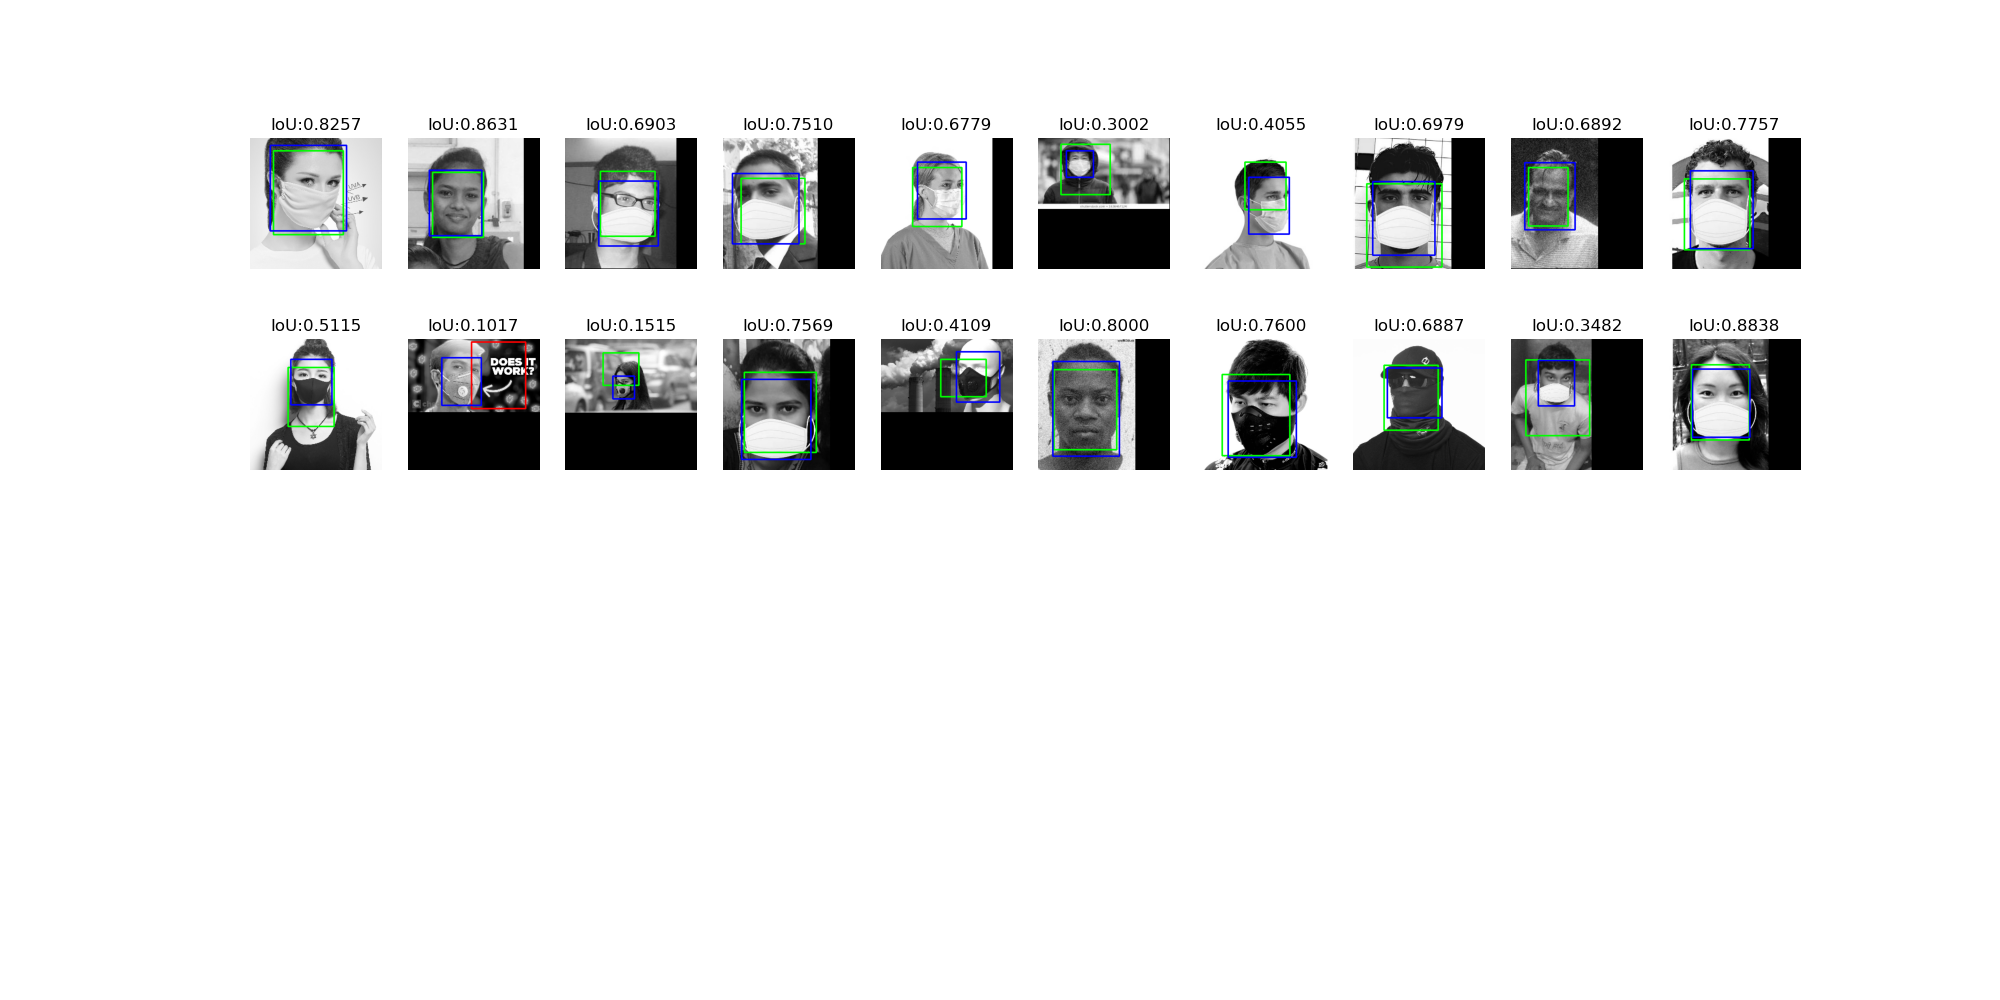 IoU:0.8257 IoU:0.8631 IoU:0.6903 IoU:0.7510 IoU:0.6779 IoU:0.3002 IoU:0.4055 IoU:0.6979 IoU:0.6892 IoU:0.7757
UVA
UVB
IoU:0.5115 IoU:0.1017 IoU:0.1515 IoU:0.7569 IoU:0.4109 IoU:0.8000 IoU:0.7600 IoU:0.6887 IoU:0.3482 IoU:0.8838
DOES IT
WORK?